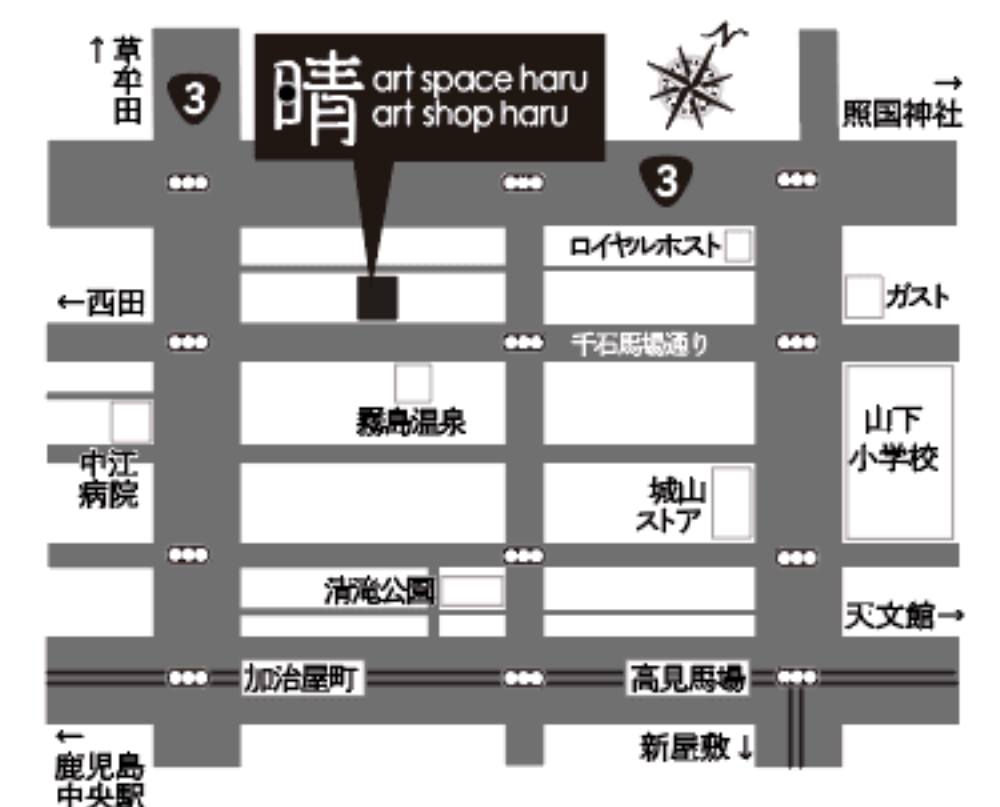 ↑草牟田
3
晴
art space haru
art shop haru
N
→
照国神社
3
ロイヤルホスト
←西田
ガスト
千石馬場通り
霧島温泉
山下
小学校
中江
病院
城山
ストア
清滝公園
天文館→
加治屋町
高見馬場
新屋敷↓
←
鹿児島
中央駅